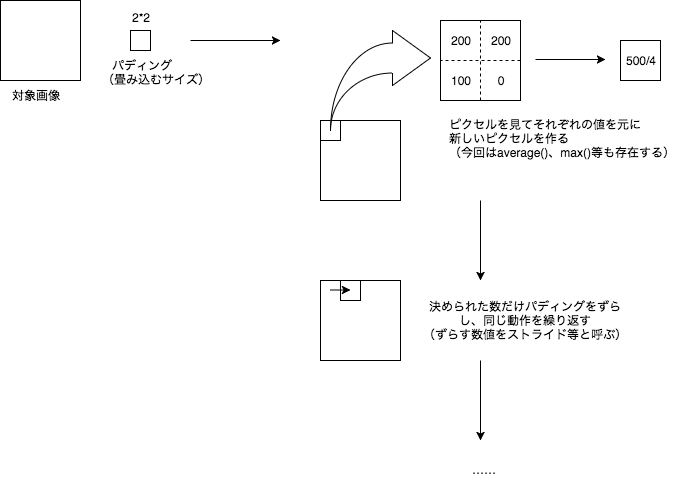 2*2
パディング
（畳み込むサイズ）
対象画像
200 200
100 0
500/4
ピクセルを見てそれぞれの値を元に
新しいピクセルを作る
（今回はaverage()、max()等も存在する）
決められた数だけパディングをずら
し、同じ動作を繰り返す
（ずらす数値をストライド等と呼ぶ）
……